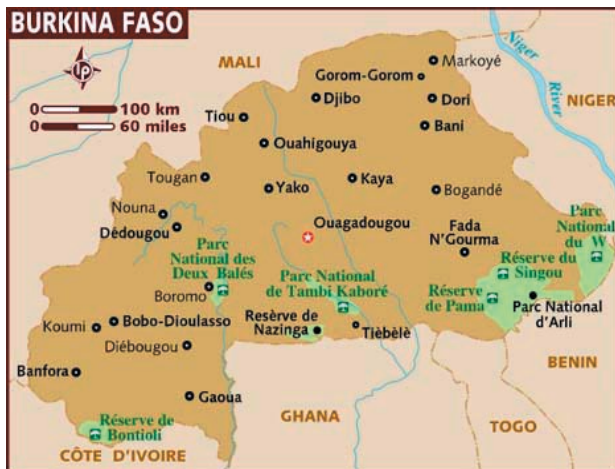 BURKINA FASO
lp
0 100 km
0 60 miles
MALI
Niger
River
NIGER
Markoyé
Gorom-Gorom
Djibo
Dori
Tiou
Bani
Ouahigouya
Tougan
Yako
Kaya
Bogandé
Nouna
Dédougou
Ouagadougou
Fada
N'Gourma
Parc
National
du W
Parc
National des
Deux Balés
Parc National
de Tambi Kaboré
Réserve du
Singou
Réserve
de Pama
Parc National
d'Arli
Boromo
Resèrve de
Nazinga
Tièbèlè
Koumi
Bobo-Dioulasso
Diébougou
Banfora
Gaoua
Réserve de
Bontioli
BENIN
GHANA
TOGO
CÔTE D'IVOIRE